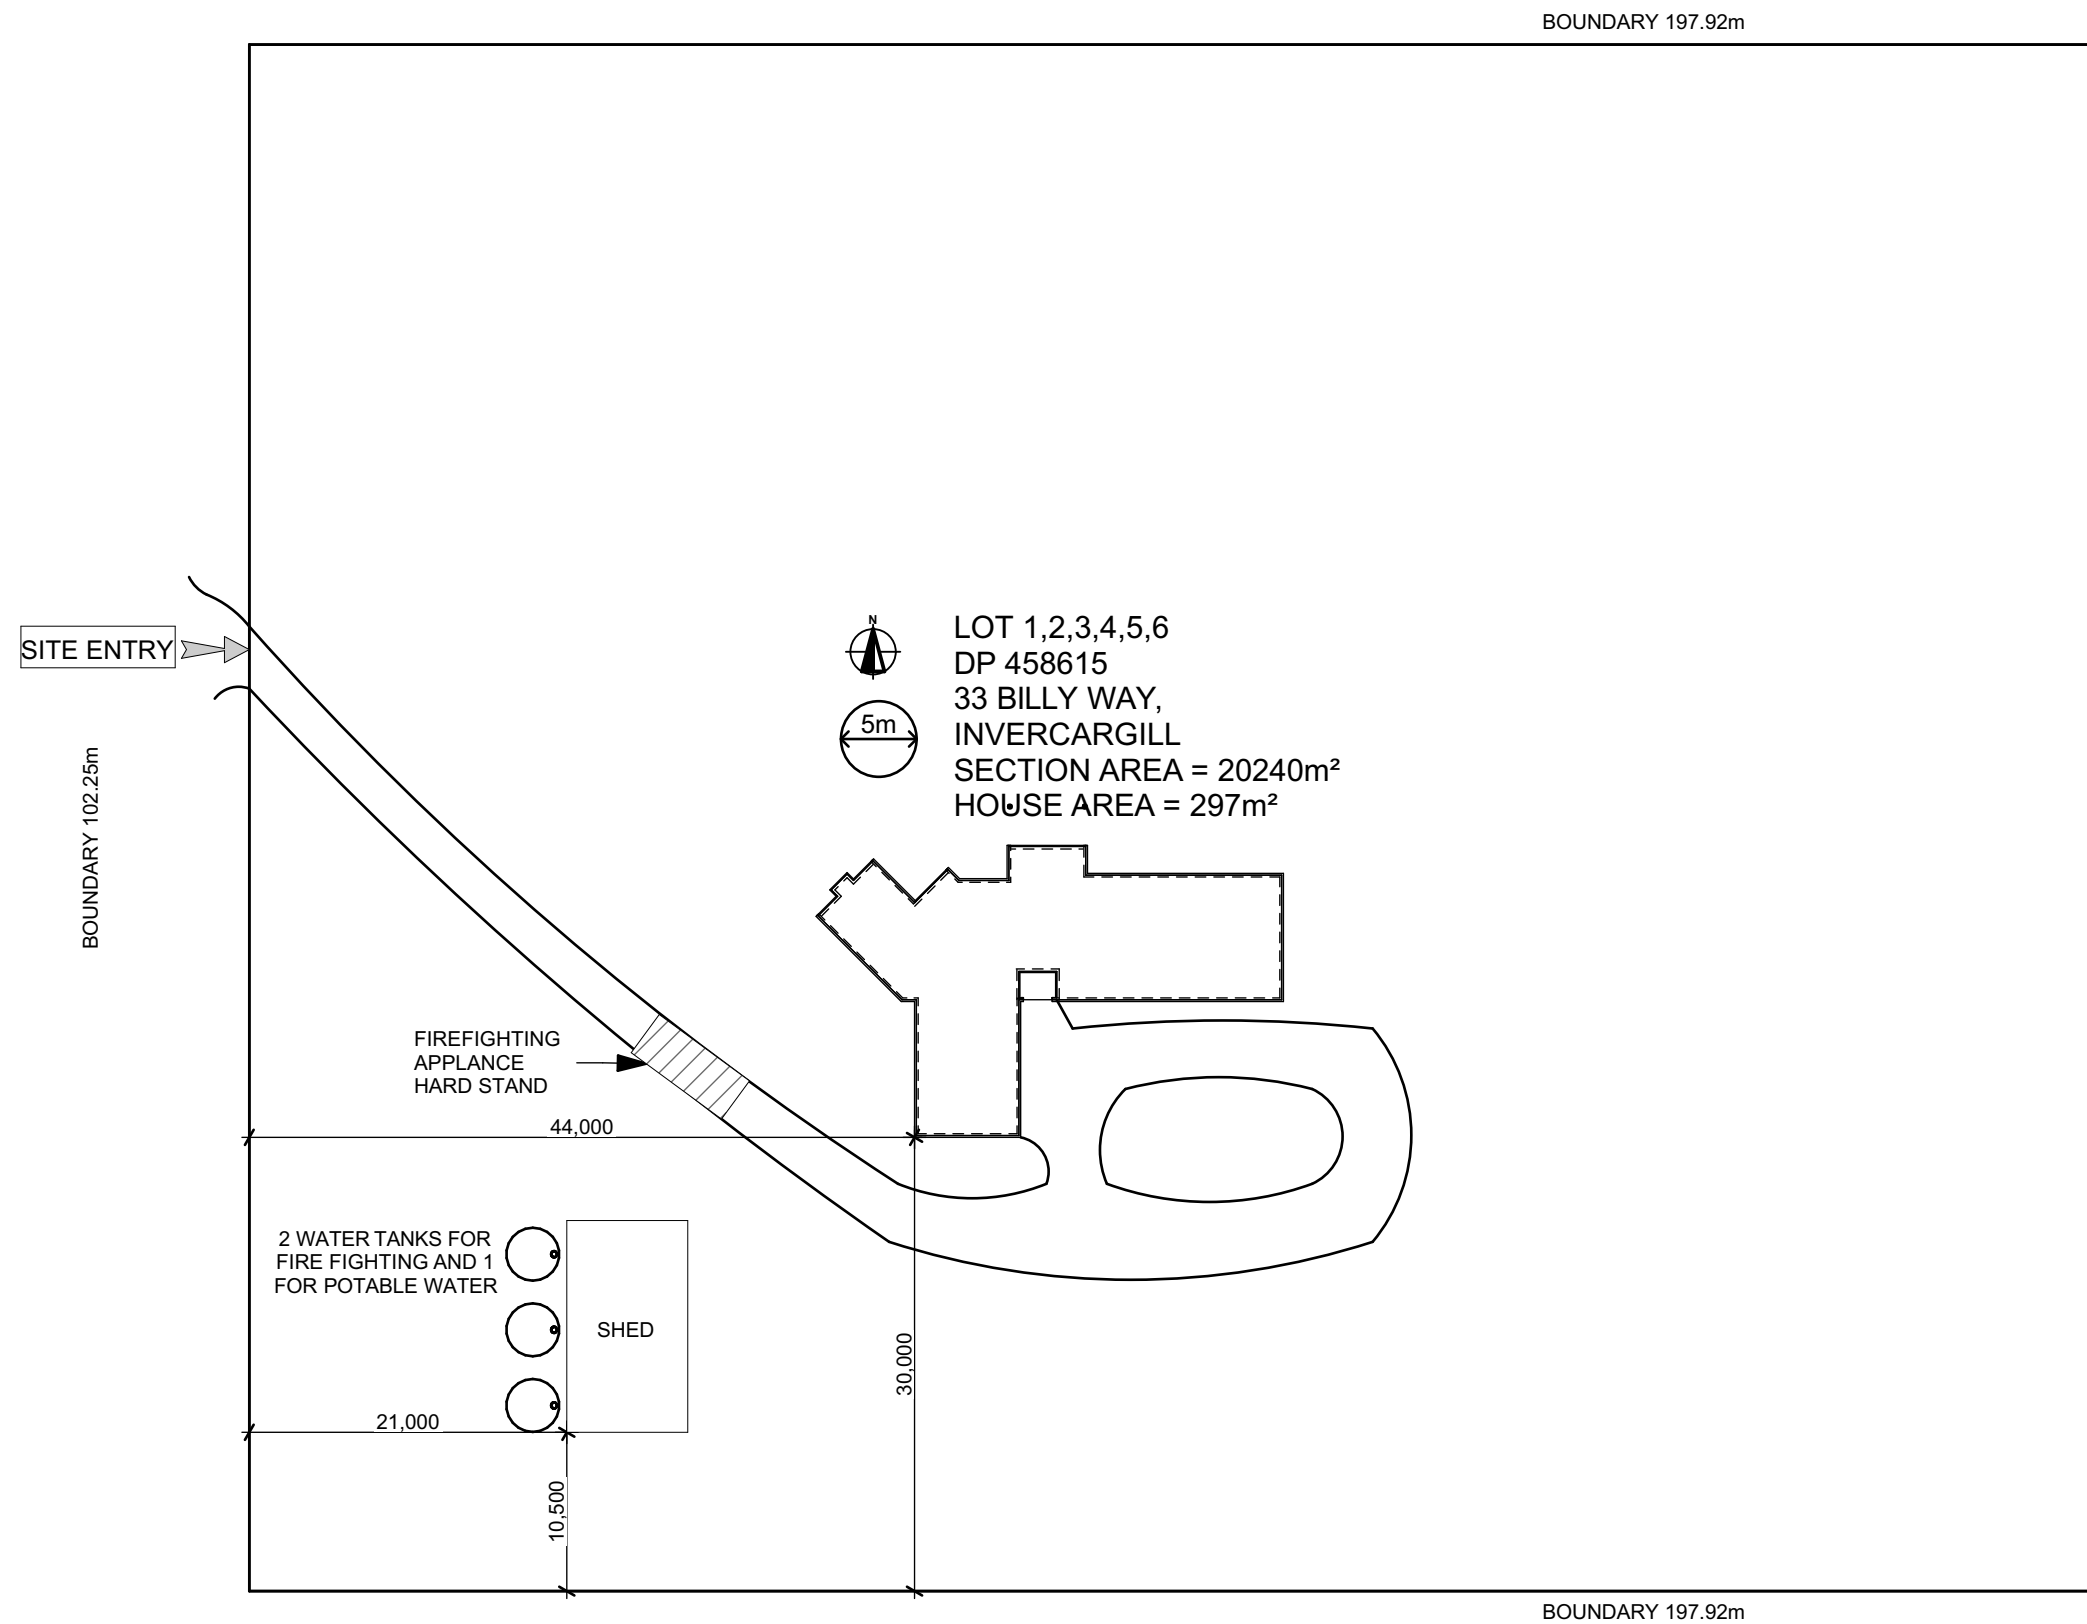 BOUNDARY 197.92m
N
SITE ENTRY
LOT 1,2,3,4,5,6
DP 458615
33 BILLY WAY,
INVERCARGILL
SECTION AREA = 20240m²
HOUSE AREA = 297m²
5m
BOUNDARY 102.25m
FIREFIGHTING
APPLANCE
HARD STAND
44,000
2 WATER TANKS FOR
FIRE FIGHTING AND 1
FOR POTABLE WATER
SHED
30,000
21,000
10,500
BOUNDARY 197.92m